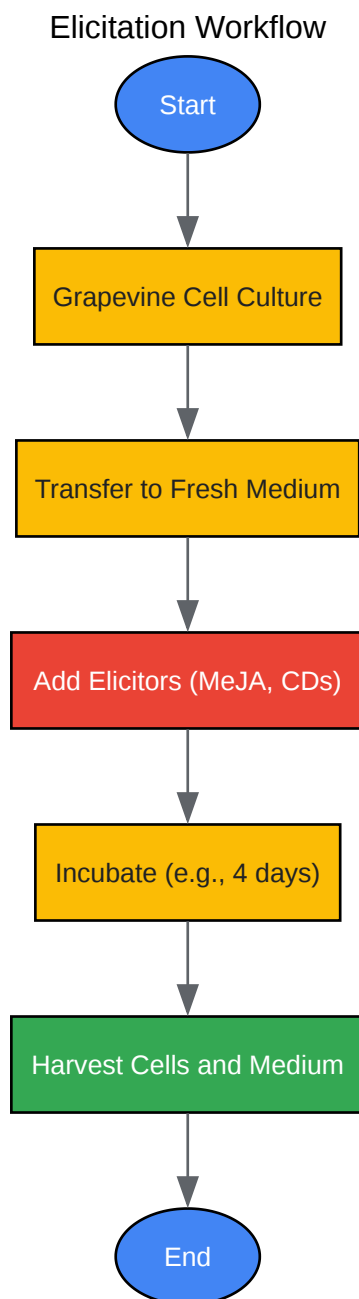 Elicitation Workflow
Start
Grapevine Cell Culture
Transfer to Fresh Medium
Add Elicitors (MeJA, CDs)
Incubate (e.g., 4 days)
Harvest Cells and Medium
End